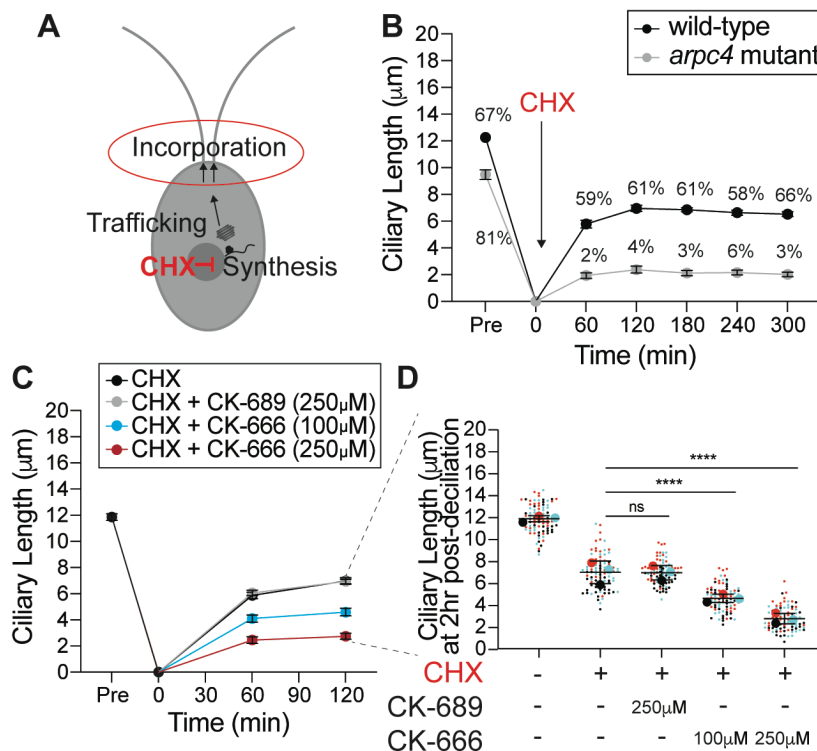 A
Incorporation
Trafficking
CHX
Synthesis
B
wild-type
arpc4 mutant
Ciliary Length (μm)
20
18
16
14
12
10
8
6
4
2
0
CHX
67%
81%
59%
61%
61%
58%
66%
2%
4%
3%
6%
3%
Pre
0
60
120
180
240
300
Time (min)
C
CHX
CHX + CK-689 (250μM)
CHX + CK-666 (100μM)
CHX + CK-666 (250μM)
Ciliary Length (μm)
20
18
16
14
12
10
8
6
4
2
0
Pre
0
30
60
90
120
Time (min)
D
Ciliary Length (μm)
at 2hr post-deciliation
20
18
16
14
12
10
8
6
4
2
0
****
****
ns
CHX - + + + +
CK-689 - - 250μM - -
CK-666 - - - 100μM 250μM